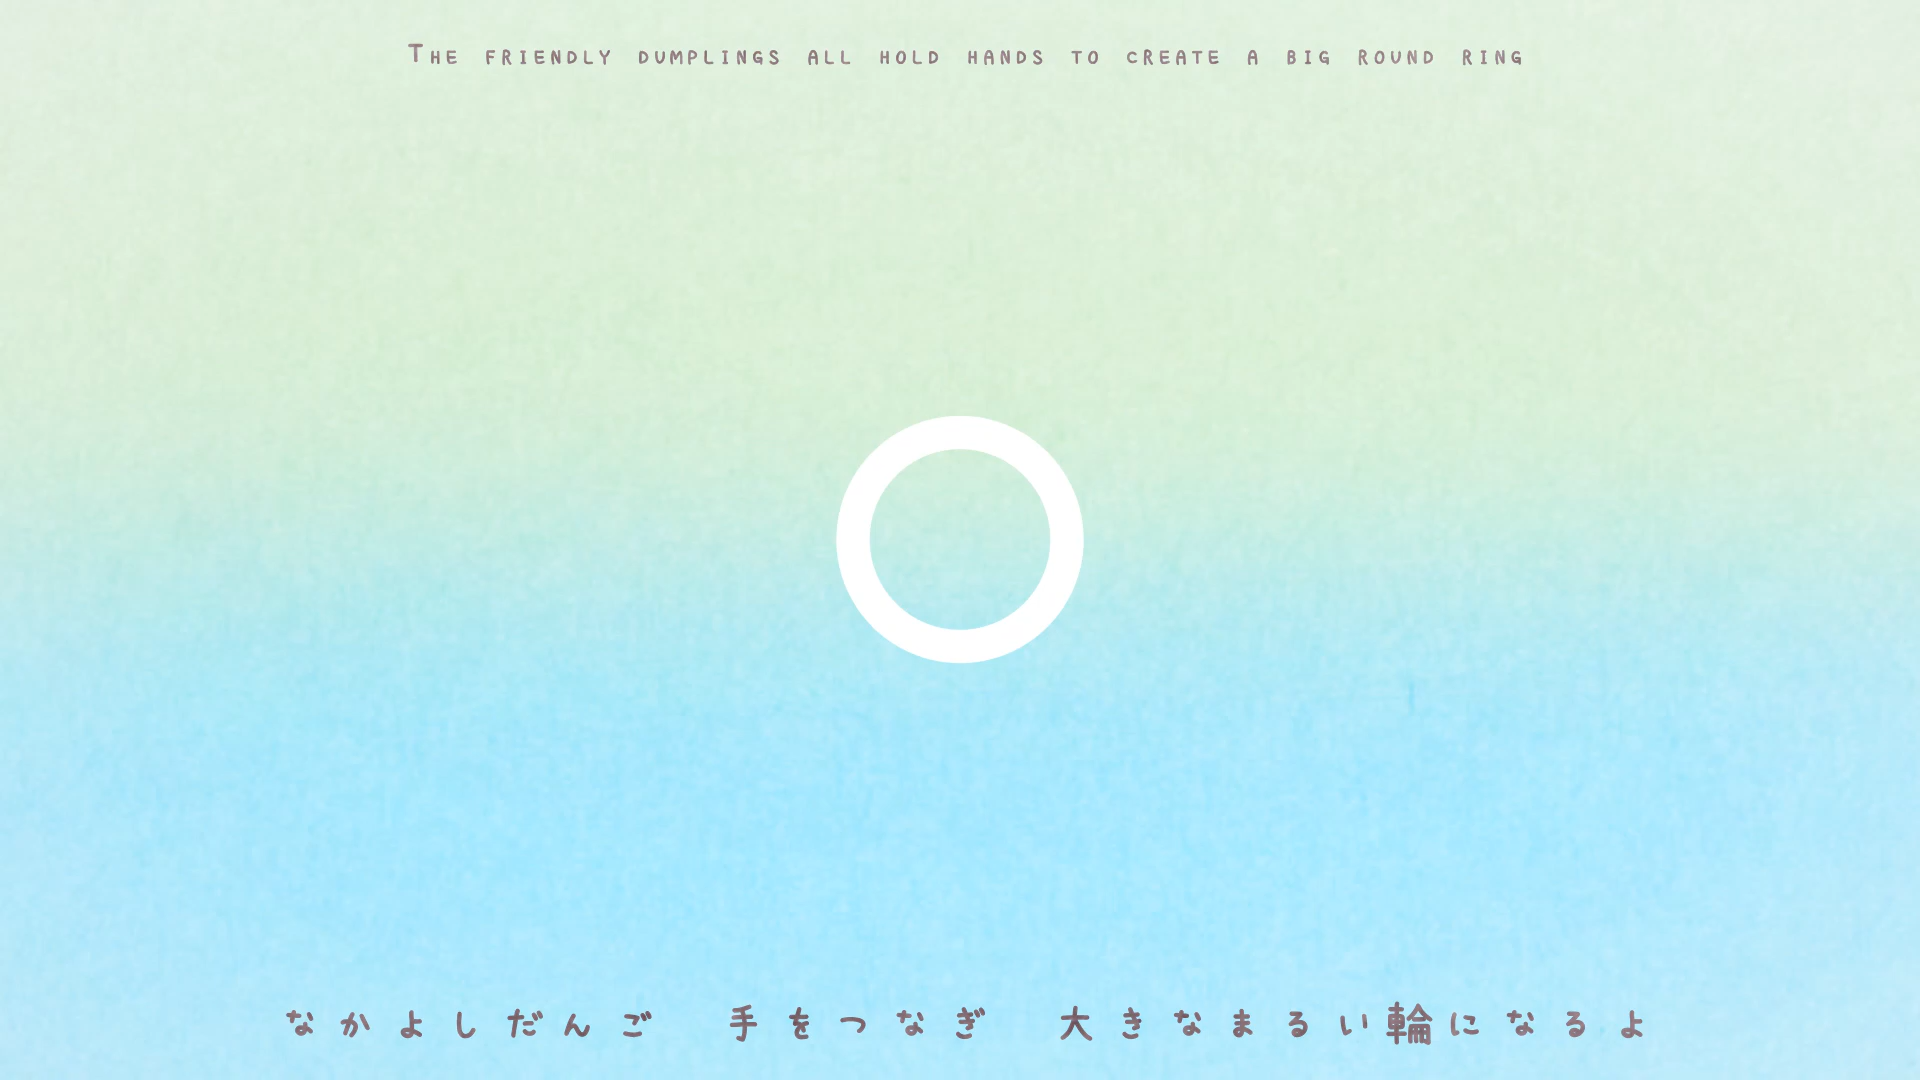 The friendly dumplings all hold hands to create a big round ring
なかよしだんご　手をつなぎ　大きなまるい輪になるよ